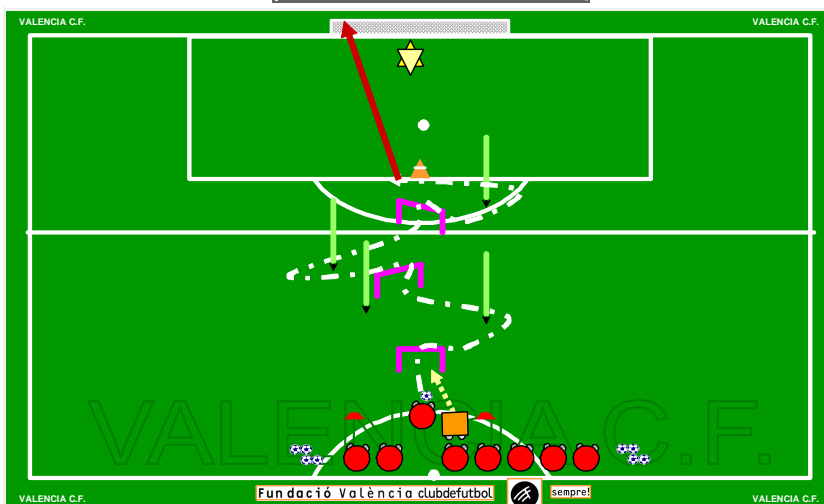 VALENCIA C.F. VALENCIA C.F.
VALENCIA C.F.
Fundació València clubdefutbol sempre!
VALENCIA C.F. VALENCIA C.F.